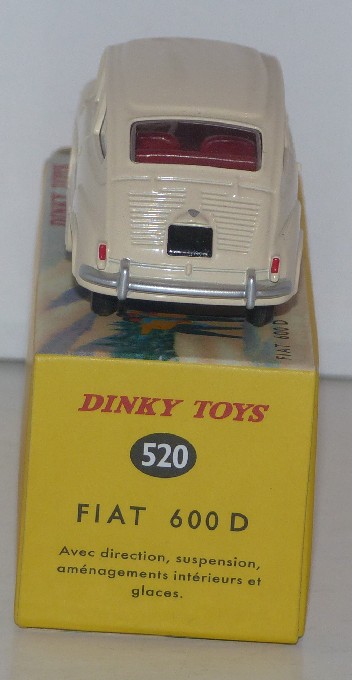 DINKY TOYS
FIAT 600 D
DINKY TOYS
520
FIAT 600 D
Avec direction, suspension,
aménagements intérieurs et
glaces.